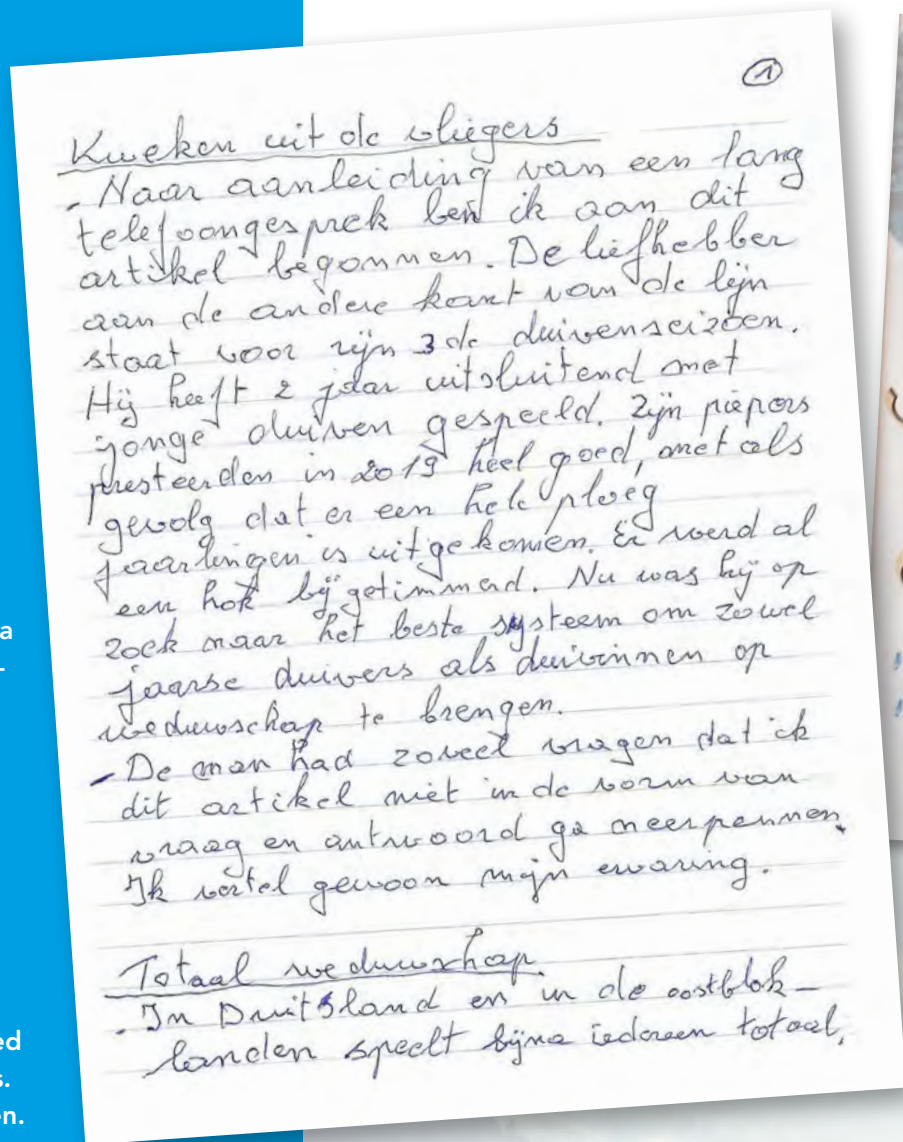 1
Kweken uit de vliegers
- Naar aanleiding van een lang
telefoongesprek ben ik aan dit
artikel begonnen. De liefhebber
aan de andere kant van de lijn
staat voor zijn 3de duivenseizoen.
Hij heeft 2 jaar uitsluitend met
jonge duiven gespeeld. Zijn piepers
presteerden in 2019 heel goed, met als
gevolg dat er een hele ploeg
jaarlingen is uitgekomen. Er werd al
een hok bijgetimmerd. Nu was hij op
zoek naar het beste systeem om zowel
jaarse duivers als duivinnen op
weduwschap te brengen.
- De man had zoveel vragen dat ik
dit artikel niet in de vorm van
vraag en antwoord ga neerpennen.
Ik vertel gewoon mijn ervaring.
Totaal weduwschap.
- In Duitsland en in de oostblok-
landen speelt bijna iedereen totaal.
a
-
ed
s.
n.